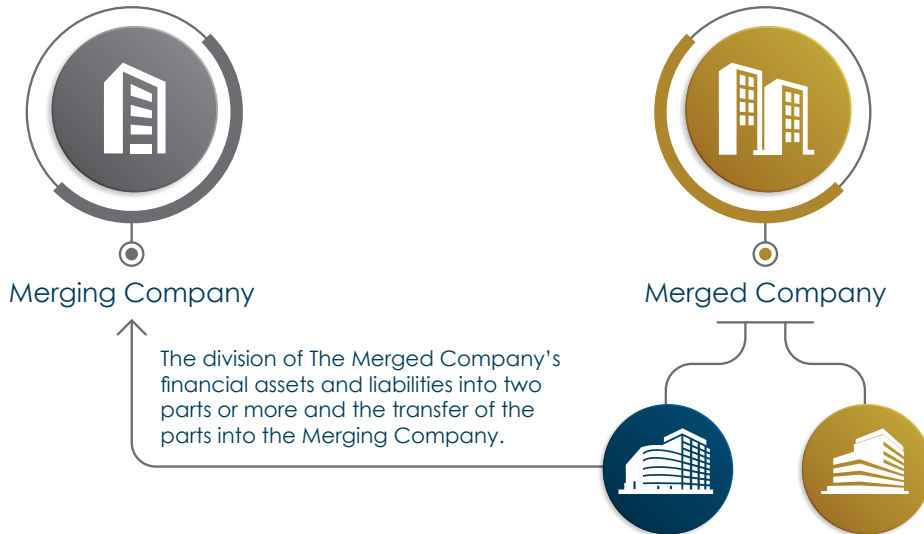 Merging Company
Merged Company
The division of The Merged Company’s
financial assets and liabilities into two
parts or more and the transfer of the
parts into the Merging Company.